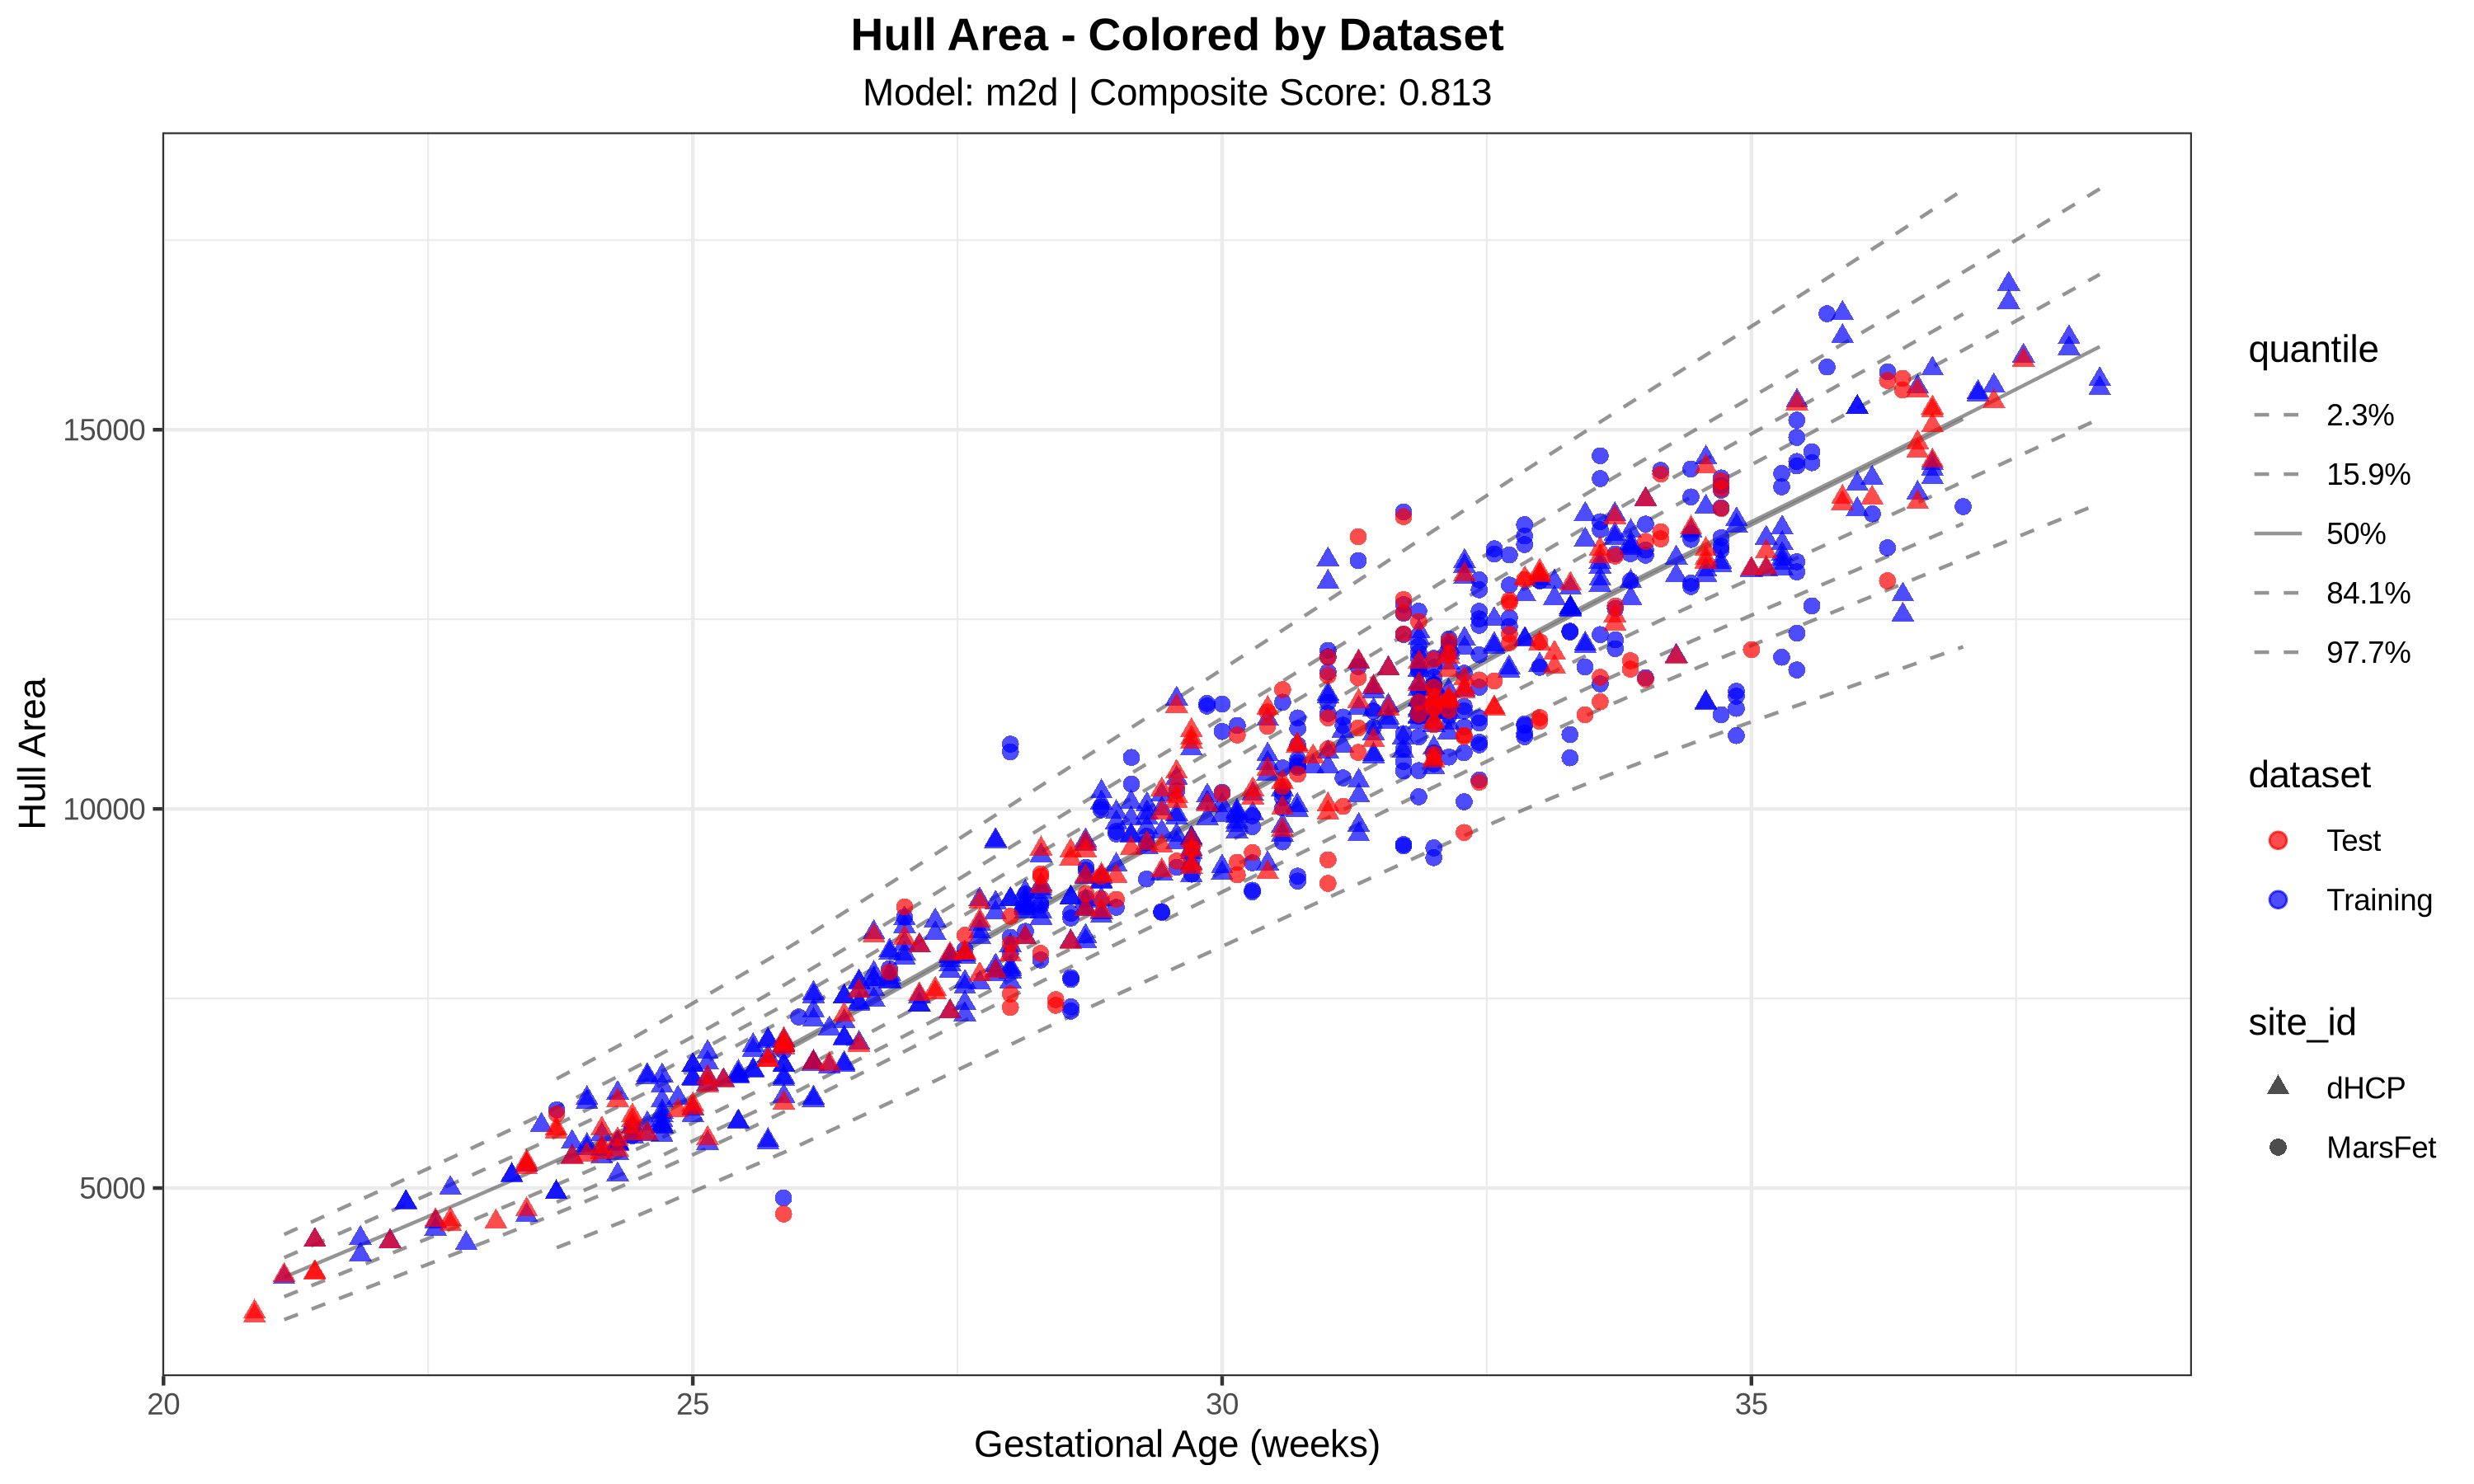 Hull Area - Colored by Dataset
Model: m2d | Composite Score: 0.813
Hull Area
15000
10000
5000
20
25
30
35
Gestational Age (weeks)
quantile
2.3%
15.9%
50%
84.1%
97.7%
dataset
Test
Training
site_id
dHCP
MarsFet